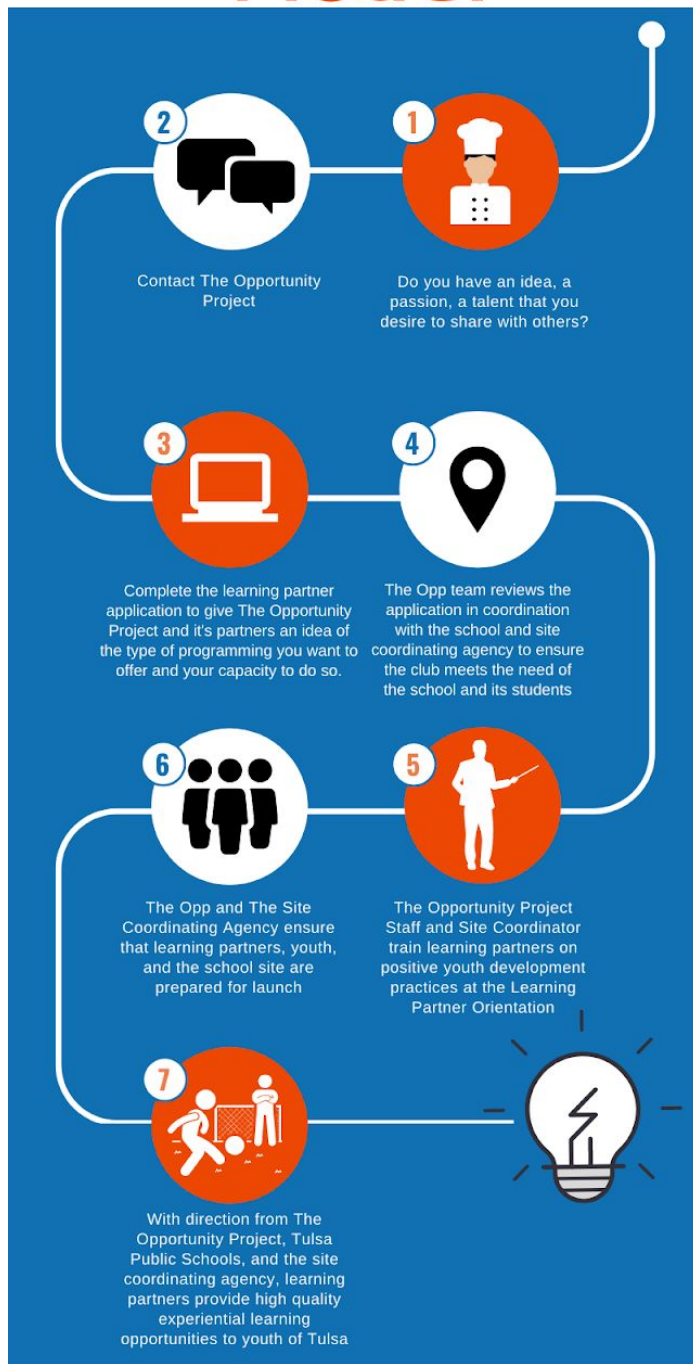 1
Do you have an idea, a
passion, a talent that you
desire to share with others?
2
Contact The Opportunity
Project
3
Complete the learning partner
application to give The Opportunity
Project and it's partners an idea of
the type of programming you want to
offer and your capacity to do so.
4
The Opp team reviews the
application in coordination
with the school and site
coordinating agency to ensure
the club meets the need of
the school and its students
5
The Opportunity Project
Staff and Site Coordinator
train learning partners on
positive youth development
practices at the Learning
Partner Orientation
6
The Opp and The Site
Coordinating Agency ensure
that learning partners, youth,
and the school site are
prepared for launch
7
With direction from The
Opportunity Project, Tulsa
Public Schools, and the site
coordinating agency, learning
partners provide high quality
experiential learning
opportunities to youth of Tulsa